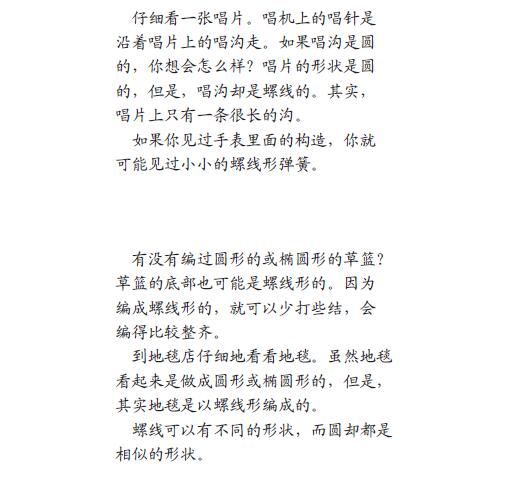 仔细看一张唱片。唱机上的唱针是
沿着唱片上的唱沟走。如果唱沟是圆
的，你想会怎么样？唱片的形状是圆
的，但是，唱沟却是螺线的。其实，
唱片上只有一条很长的沟。
如果你见过手表里面的构造，你就
可能见过小小的螺线形弹簧。
有没有编过圆形的或椭圆形的草篮？
草篮的底部也可能是螺线形的。因为
编成螺线形的，就可以少打些结，会
编得比较整齐。
到地毯店仔细地看看地毯。虽然地毯
看起来是做成圆形或椭圆形的，但是，
其实地毯是以螺线形编成的。
螺线可以有不同的形状，而圆却都是
相似的形状。